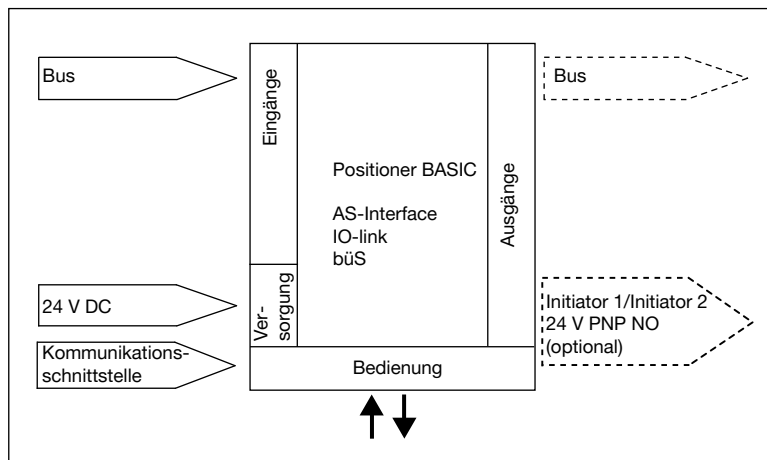 Bus
Eingänge
Bus
Positioner BASIC
AS-Interface
IO-link
büS
Ausgänge
24 V DC
Ver-
sorgung
Initiator 1/Initiator 2
24 V PNP NO
(optional)
Kommunikations-
schnittstelle
Bedienung